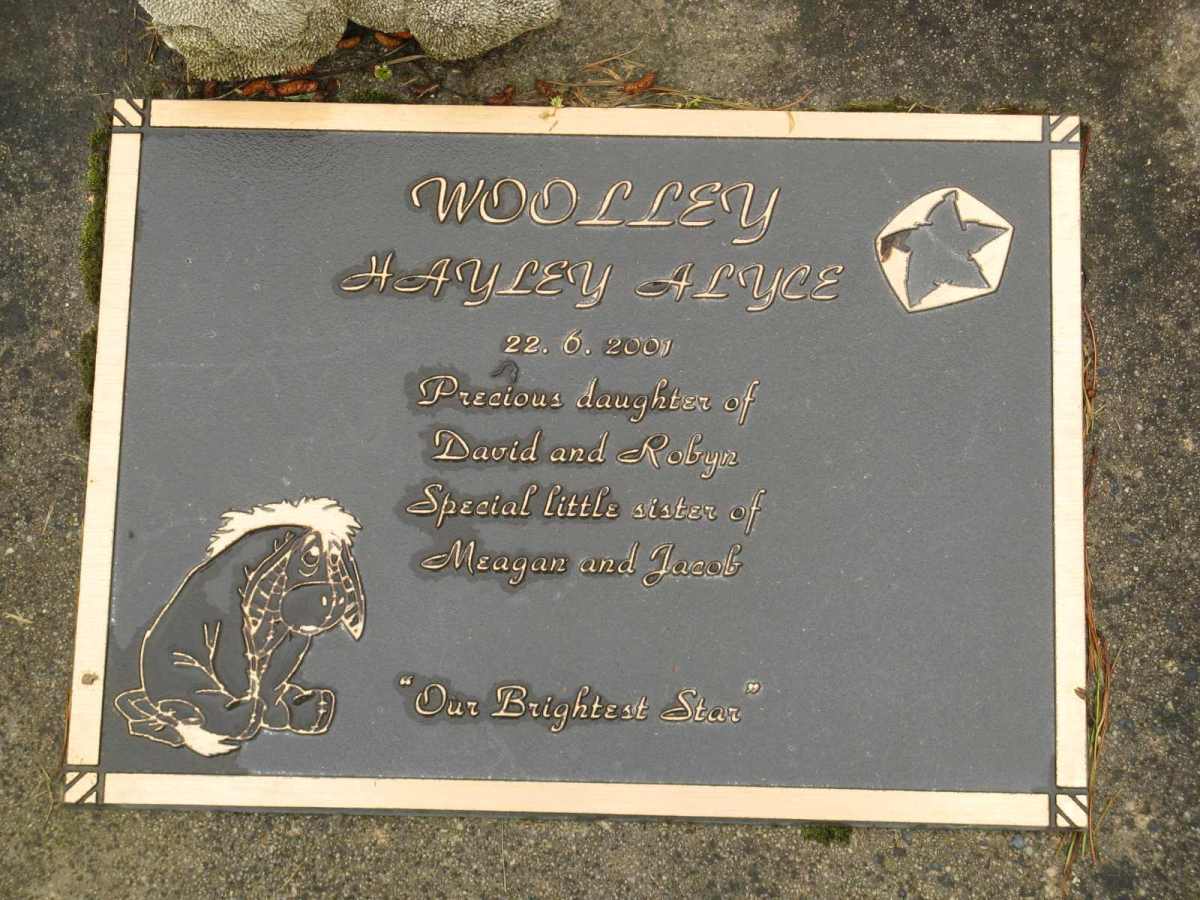 WOOLLEY
HAYLEY ALYCE
22. 6. 2001
Precious daughter of
David and Robyn
Special little sister of
Meagan and Jacob
"Our Brightest Star"